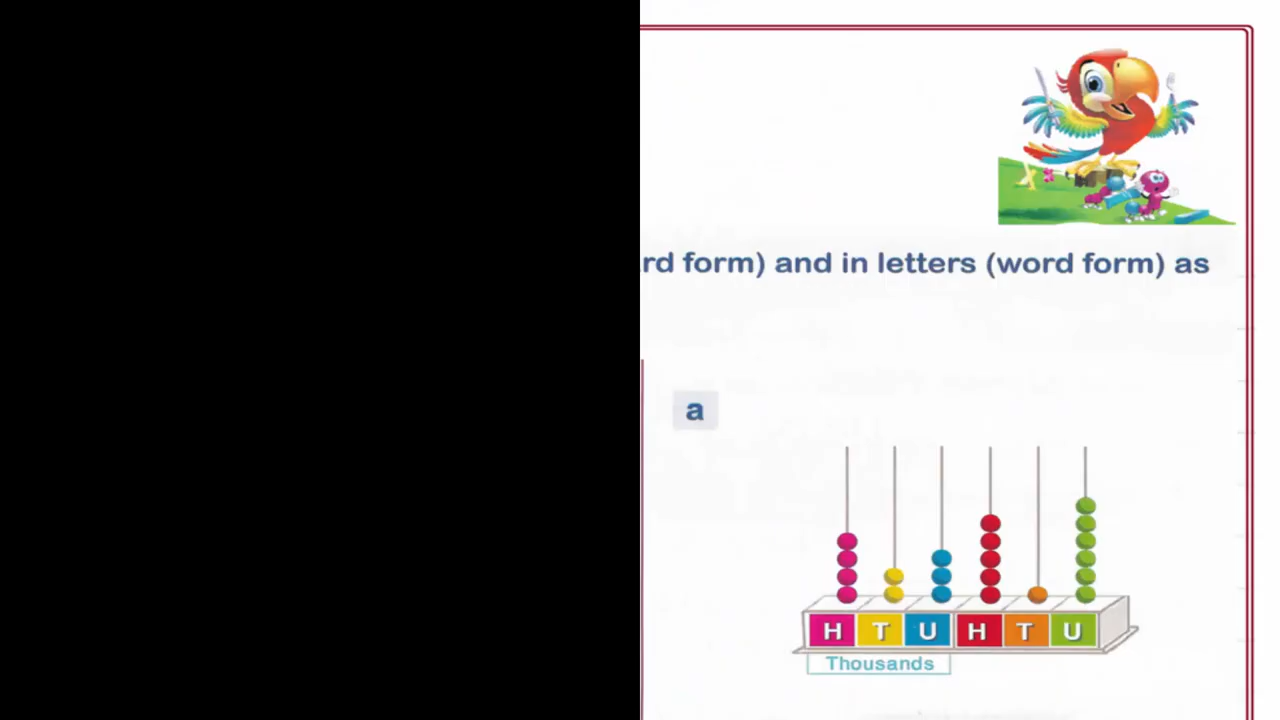 rd form) and in letters (word form) as
a
H T U H T U
Thousands